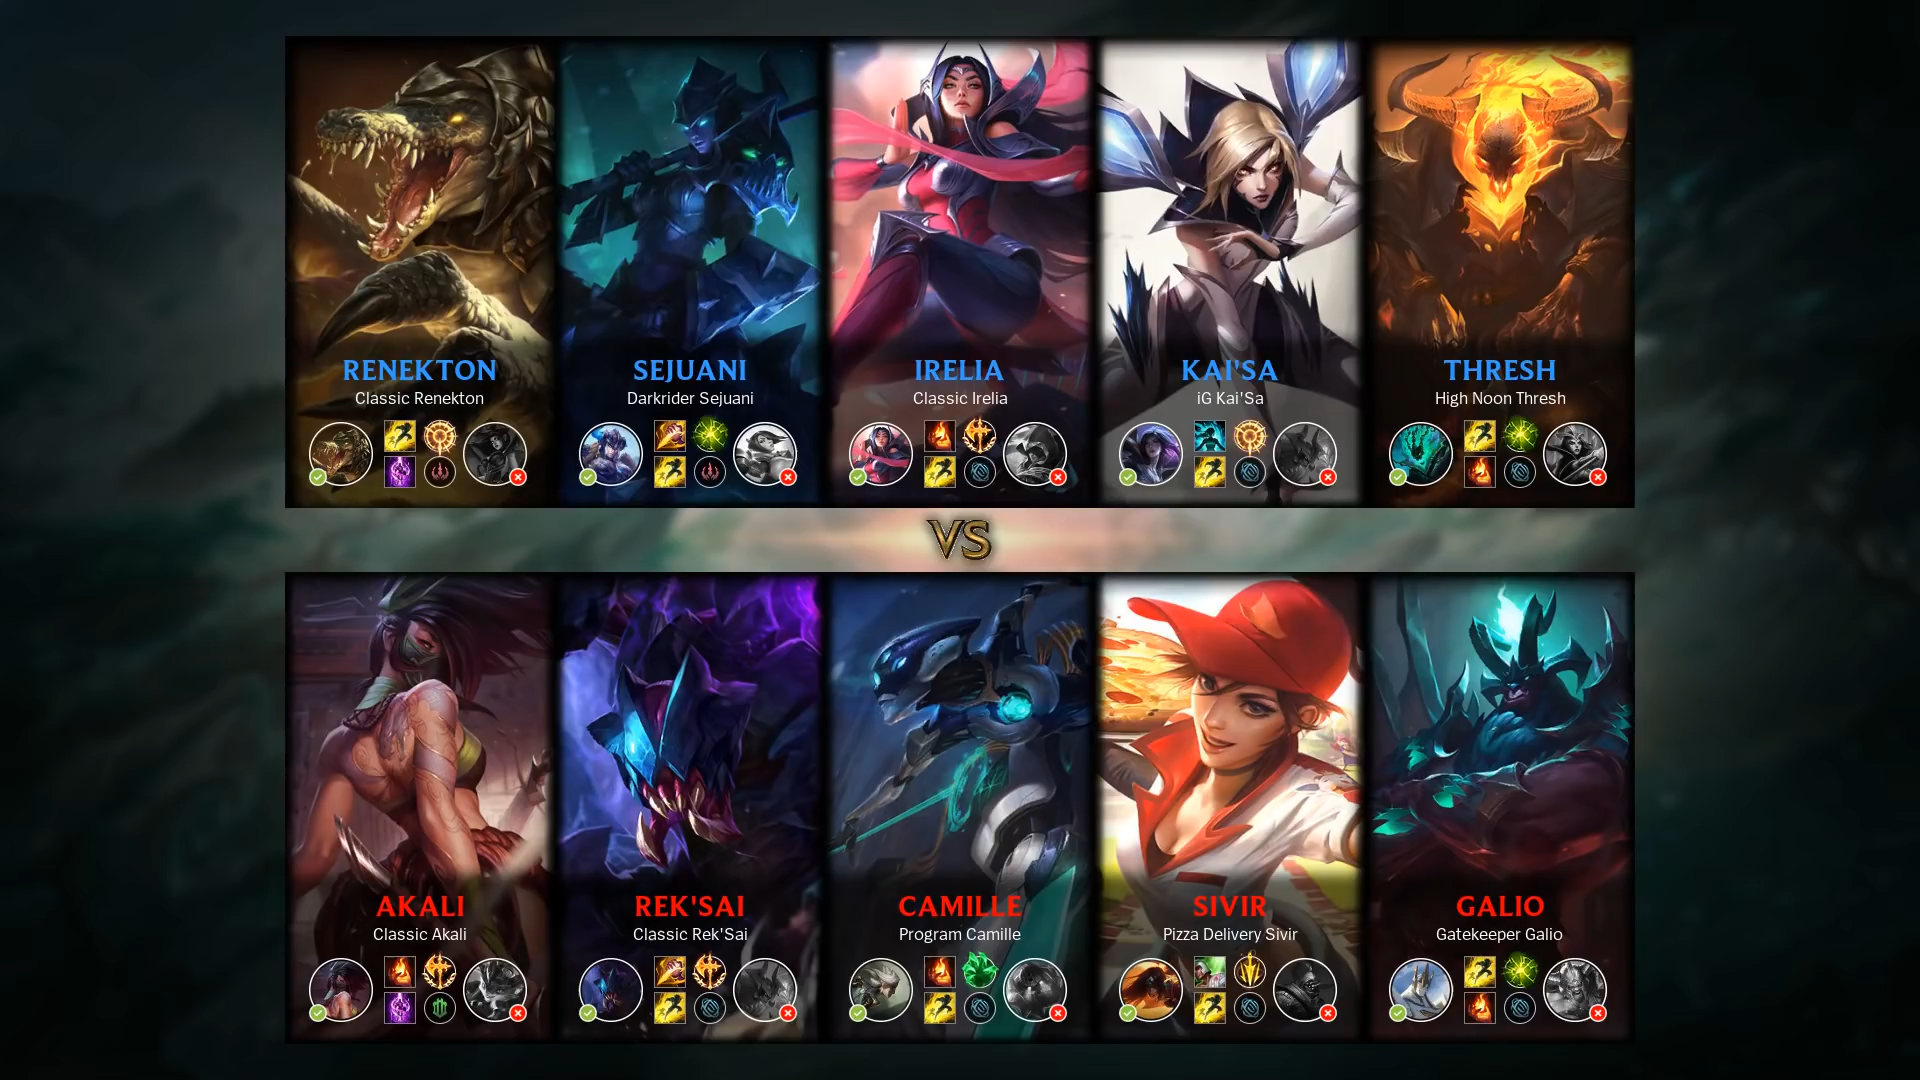 RENEKTON
Classic Renekton
SEJUANI
Darkrider Sejuani
IRELIA
Classic Irelia
KAI'SA
iG Kai'Sa
THRESH
High Noon Thresh
VS
AKALI
Classic Akali
REK'SAI
Classic Rek'Sai
CAMILLE
Program Camille
SIVIR
Pizza Delivery Sivir
GALIO
Gatekeeper Galio